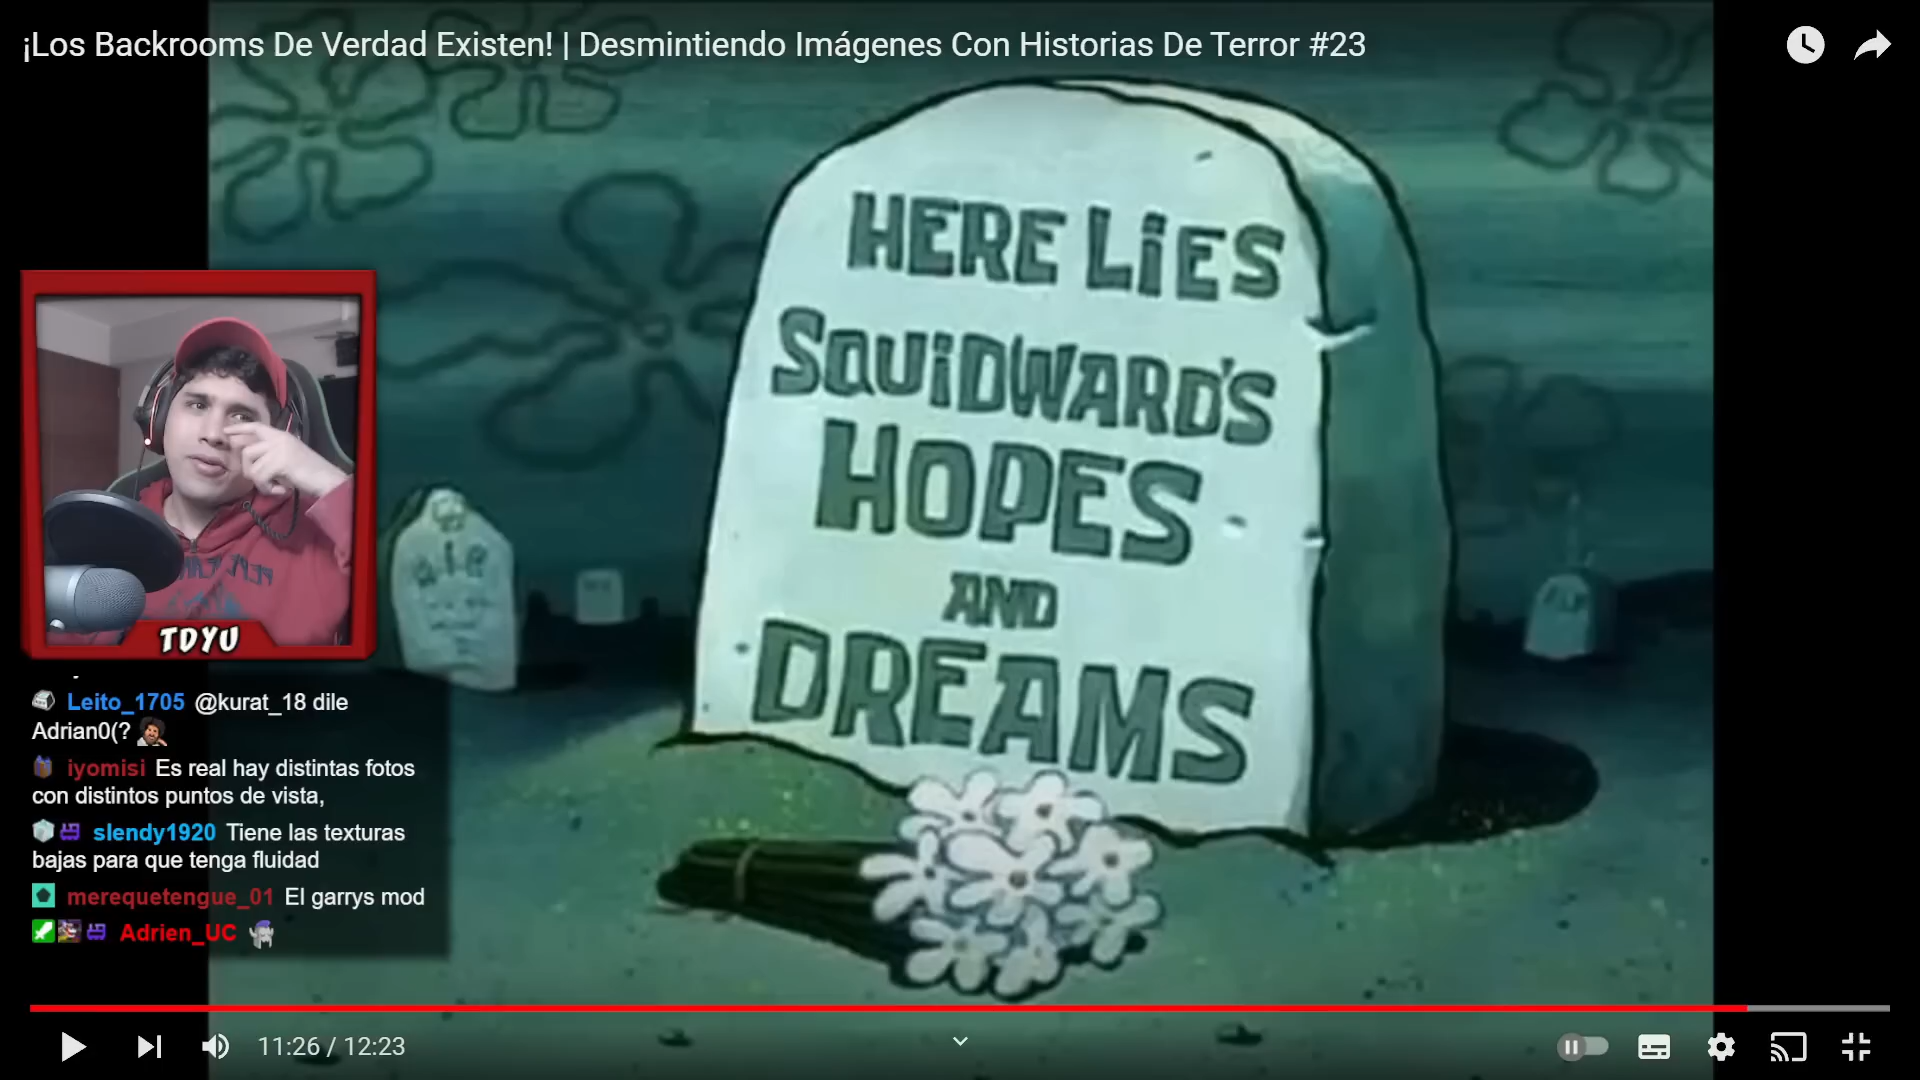 ¡Los Backrooms De Verdad Existen! | Desmintiendo Imágenes Con Historias De Terror #23
HERE LIES
SQUIDWARD'S
HOPES
AND
DREAMS
RIP
TDYU
Leito_1705 @kurat_18 dile
Adrian0(?
iyomisi Es real hay distintas fotos
con distintos puntos de vista,
slendy1920 Tiene las texturas
bajas para que tenga fluidad
merequetengue_01 El garrys mod
Adrien_UC
11:26 / 12:23